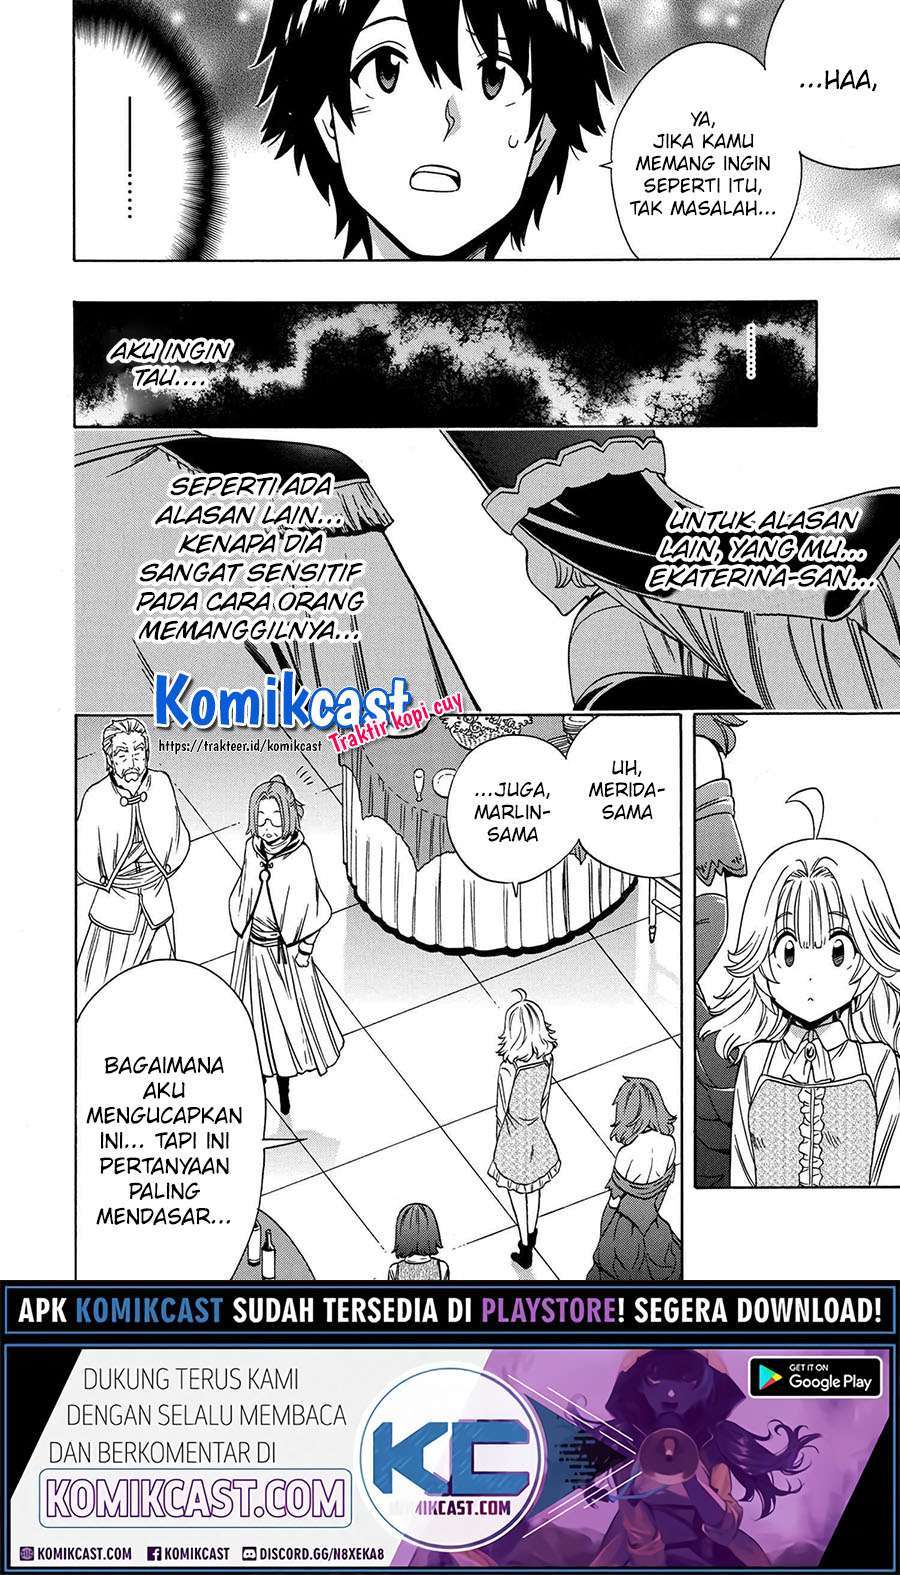 ...HAA,
YA,
JIKA KAMU
MEMANG INGIN
SEPERTI ITU,
TAK MASALAH...
AKU INGIN
TAU....
UNTUK ALASAN
LAIN, YANG MU...
EKATERINA-SAN...
SEPERTI ADA
ALASAN LAIN...
KENAPA DIA
SANGAT SENSITIF
PADA CARA ORANG
MEMANGGILNYA...
Komikcast
https://trakteer.id/komikcast
Traktir kopi cuy
UH,
MERIDA-
SAMA
...JUGA,
MARLIN-
SAMA
BAGAIMANA
AKU
MENGUCAPKAN
INI... TAPI INI
PERTANYAAN
PALING
MENDASAR...
APK KOMIKCAST SUDAH TERSEDIA DI PLAYSTORE! SEGERA DOWNLOAD!
DUKUNG TERUS KAMI
DENGAN SELALU MEMBACA
DAN BERKOMENTAR DI
KOMIKCAST.COM
KOMIKCAST.COM
KOMIKCAST
DISCORD.GG/N8XEKA8
KC
GET IT ON
Google Play